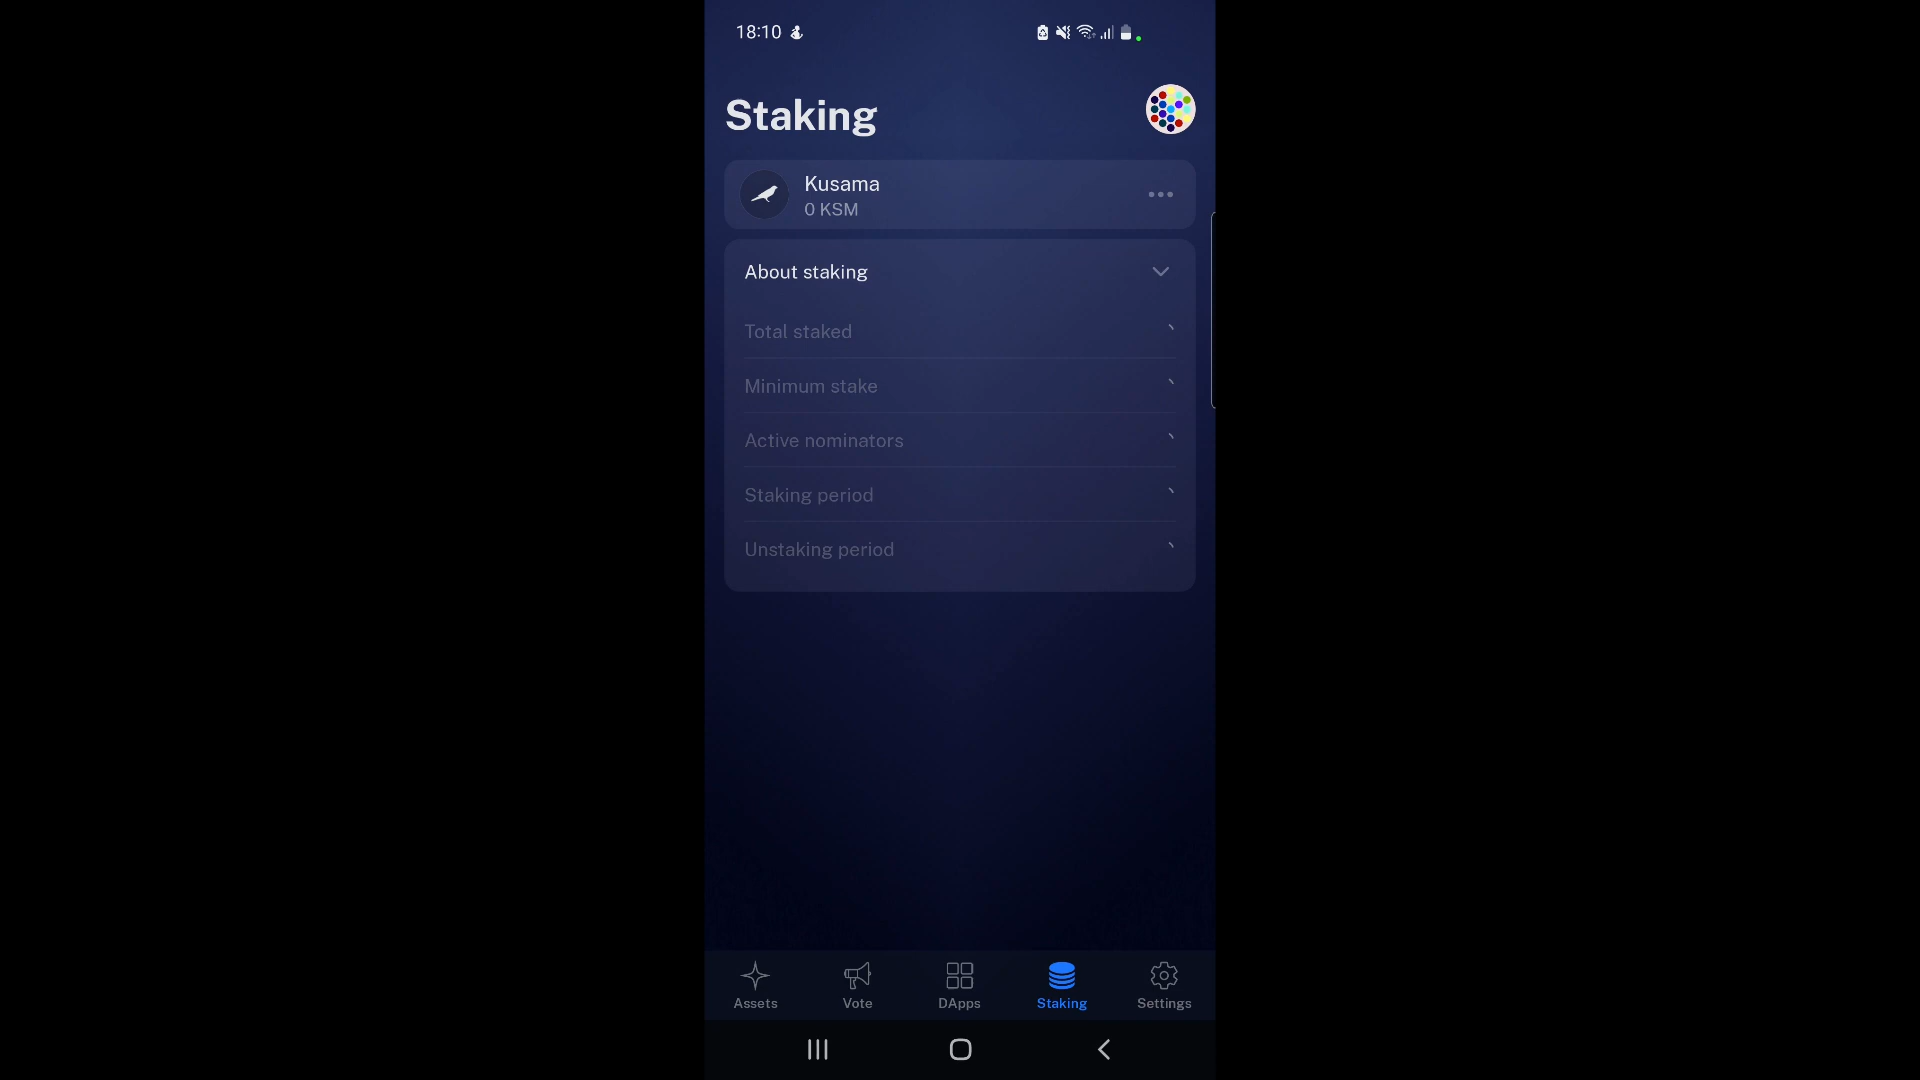 18:10
Staking
Kusama
0 KSM
About staking
Total staked
Minimum stake
Active nominators
Staking period
Unstaking period
Assets
Vote
DApps
Staking
Settings